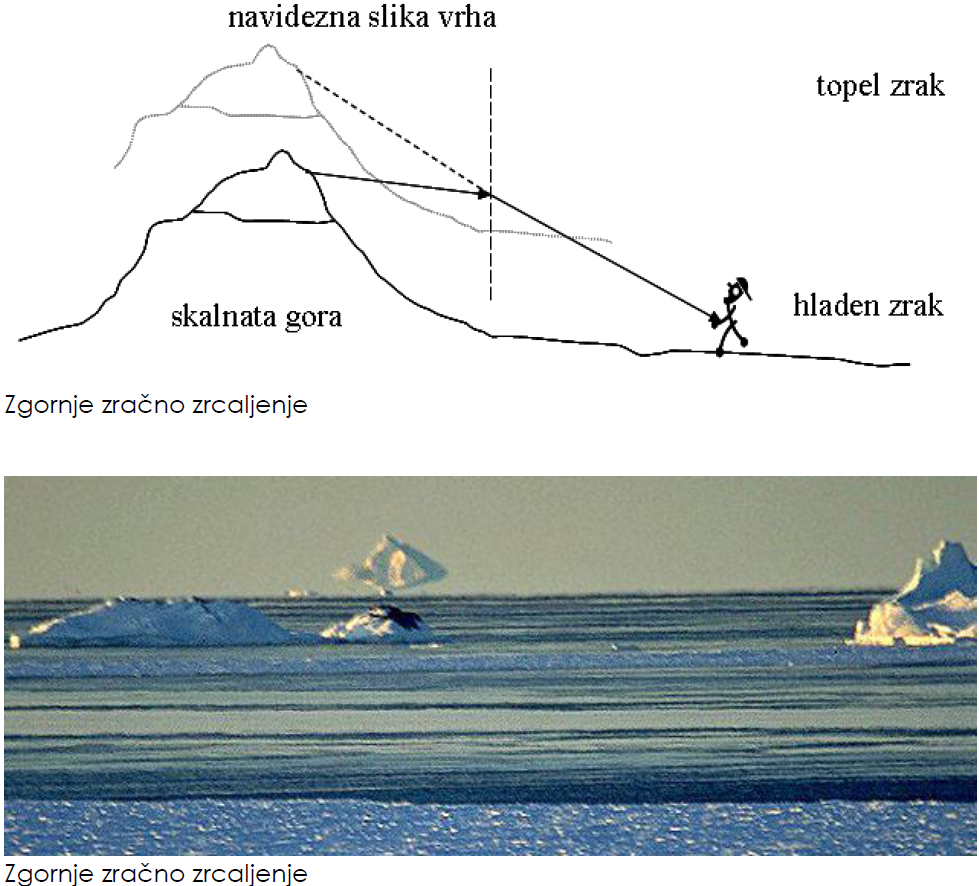 navidezna slika vrha
topel zrak
hladen zrak
skalnata gora
Zgornje zračno zrcaljenje
Zgornje zračno zrcaljenje